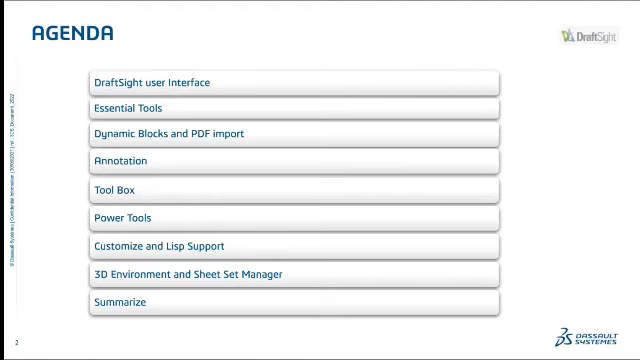 AGENDA
DraftSight
DraftSight user Interface
Essential Tools
Dynamic Blocks and PDF import
Annotation
Tool Box
Power Tools
Customize and Lisp Support
3D Environment and Sheet Set Manager
Summarize
2
DASSAULT
SYSTEMES